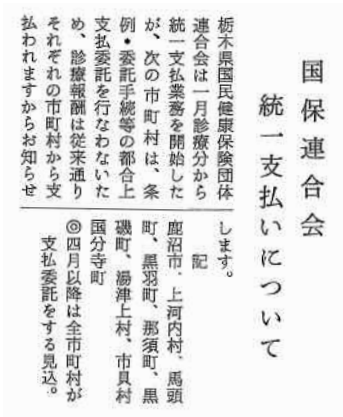 国保連合会
統一支払いについて
栃木県国民健康保険団体
連合会は一月診療分から
統一支払業務を開始した
が、次の市町村は、条
例・委託手続等の都合上
支払委託を行なわないた
め、診療報酬は従来通り
それぞれの市町村から支
払われますからお知らせ
します。
記
鹿沼市、上河内村、馬頭
町、黒羽町、那須町、黒
磯町、湯津上村、市貝村
国分寺町
◎四月以降は全市町村が
支払委託をする見込。